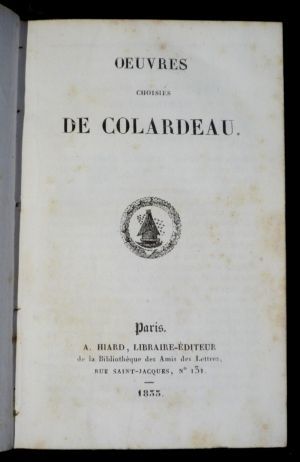 OEUVRES
CHOISIES
DE COLARDEAU.
Paris.
A. HIARD, LIBRAIRE-ÉDITEUR
de la Bibliothèque des Amis des Lettres,
RUE SAINT-JACQUES, N° 131.
1833.